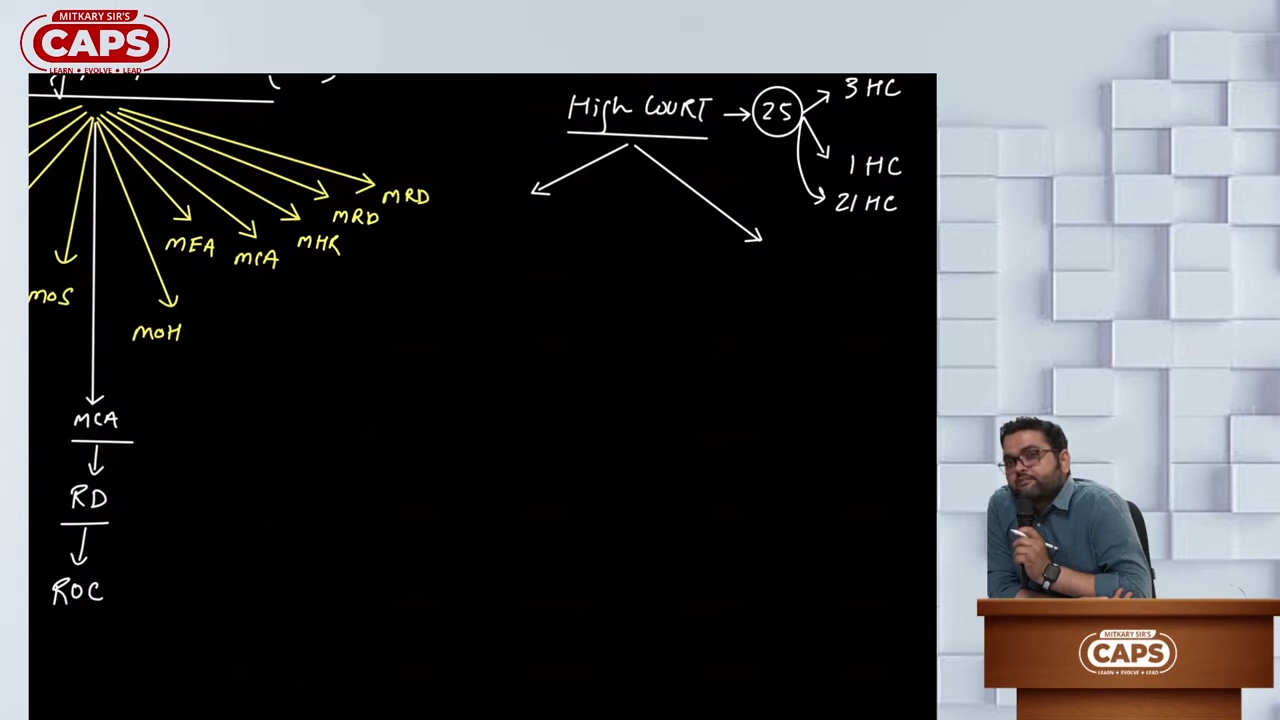 MITKARY SIR'S
CAPS
LEARN • EVOLVE • LEAD
High COURT → 25
3 HC
1 HC
21 HC
MRD
MRD
MHR
MCA
MEA
MOS
MOH
MCA
RD
ROC
MITKARY SIR'S
CAPS
LEARN • EVOLVE • LEAD